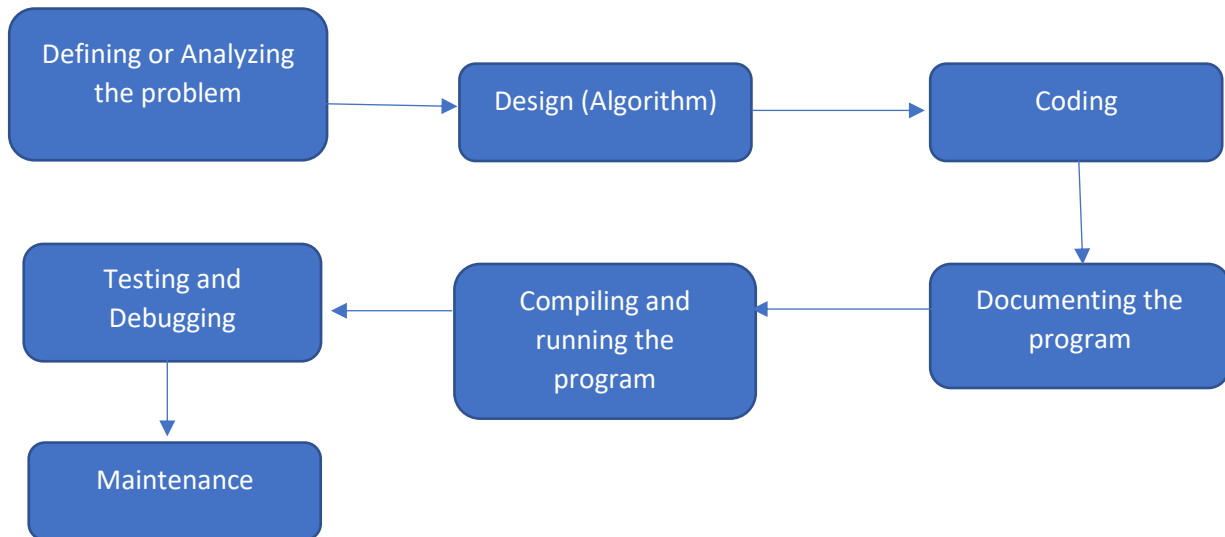 Defining or Analyzing
the problem
Design (Algorithm)
Coding
Documenting the
program
Compiling and
running the
program
Testing and
Debugging
Maintenance